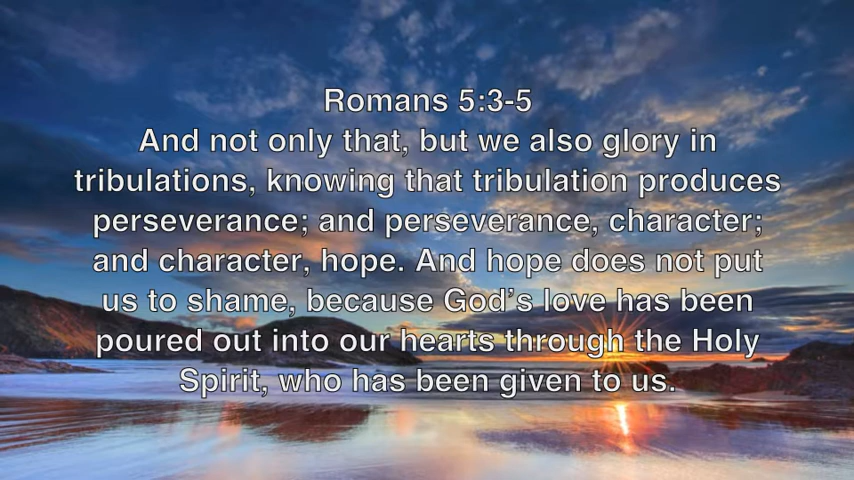 Romans 5:3-5
And not only that, but we also glory in
tribulations, knowing that tribulation produces
perseverance; and perseverance, character;
and character, hope. And hope does not put
us to shame, because God’s love has been
poured out into our hearts through the Holy
Spirit, who has been given to us.